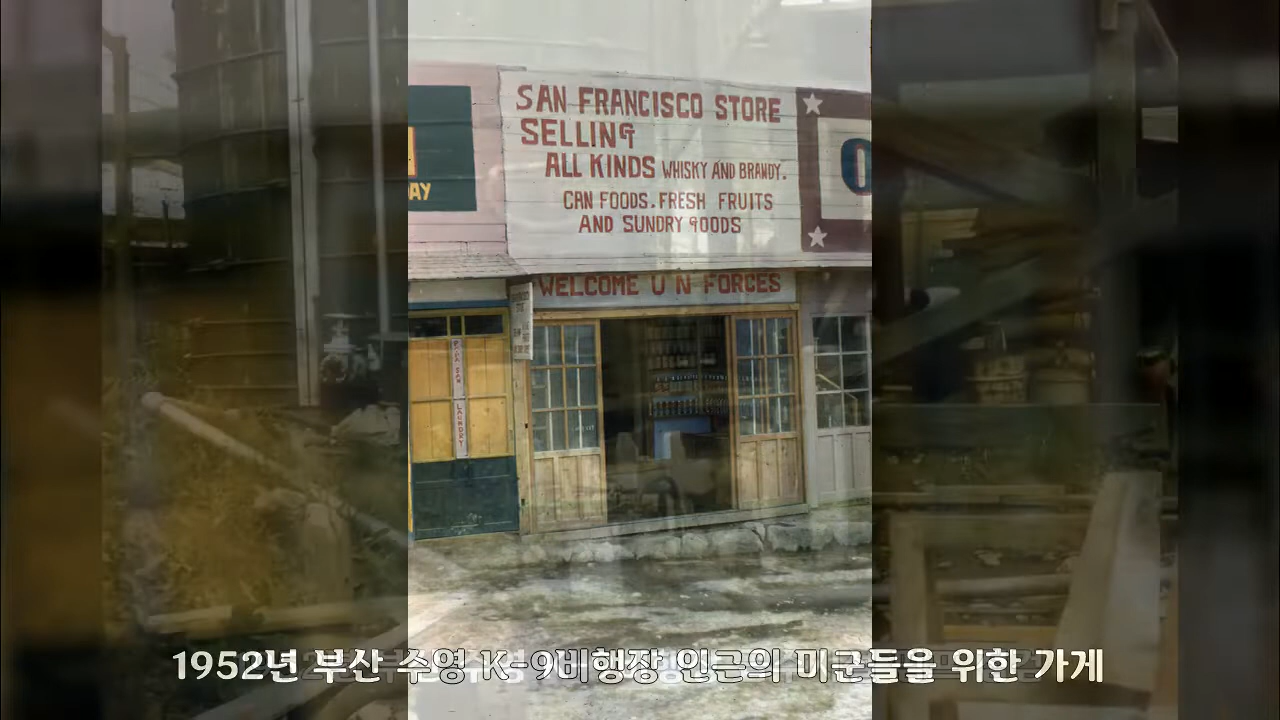 SAN FRANCISCO STORE
SELLING
ALL KINDS WHISKY AND BRANDY.
CAN FOODS. FRESH FRUITS
AND SUNDRY GOODS
AY
O
WELCOME U N FORCES
LAUNDRY
1952년 부산 수영 K-9비행장 인근의 미군들을 위한 가게